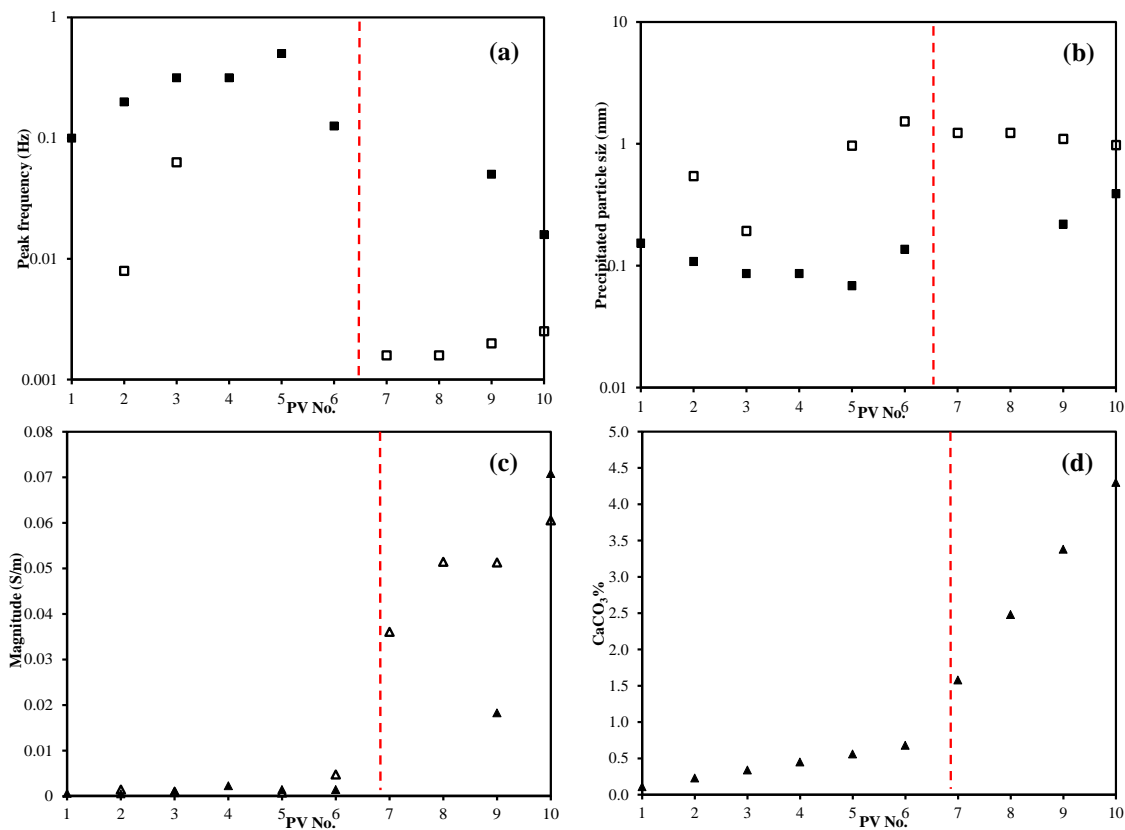 (a)
Peak frequency (Hz)
1
0.1
0.01
0.001
1 2 3 4 5 6 7 8 9 10
PV No.
(b)
Precipitated particle siz (mm)
10
1
0.1
0.01
1 2 3 4 5 6 7 8 9 10
PV No.
(c)
Magnitude (S/m)
0.08
0.07
0.06
0.05
0.04
0.03
0.02
0.01
0
1 2 3 4 5 6 7 8 9 10
PV No.
(d)
CaCO₃%
5.0
4.5
4.0
3.5
3.0
2.5
2.0
1.5
1.0
0.5
0.0
1 2 3 4 5 6 7 8 9 10
PV No.